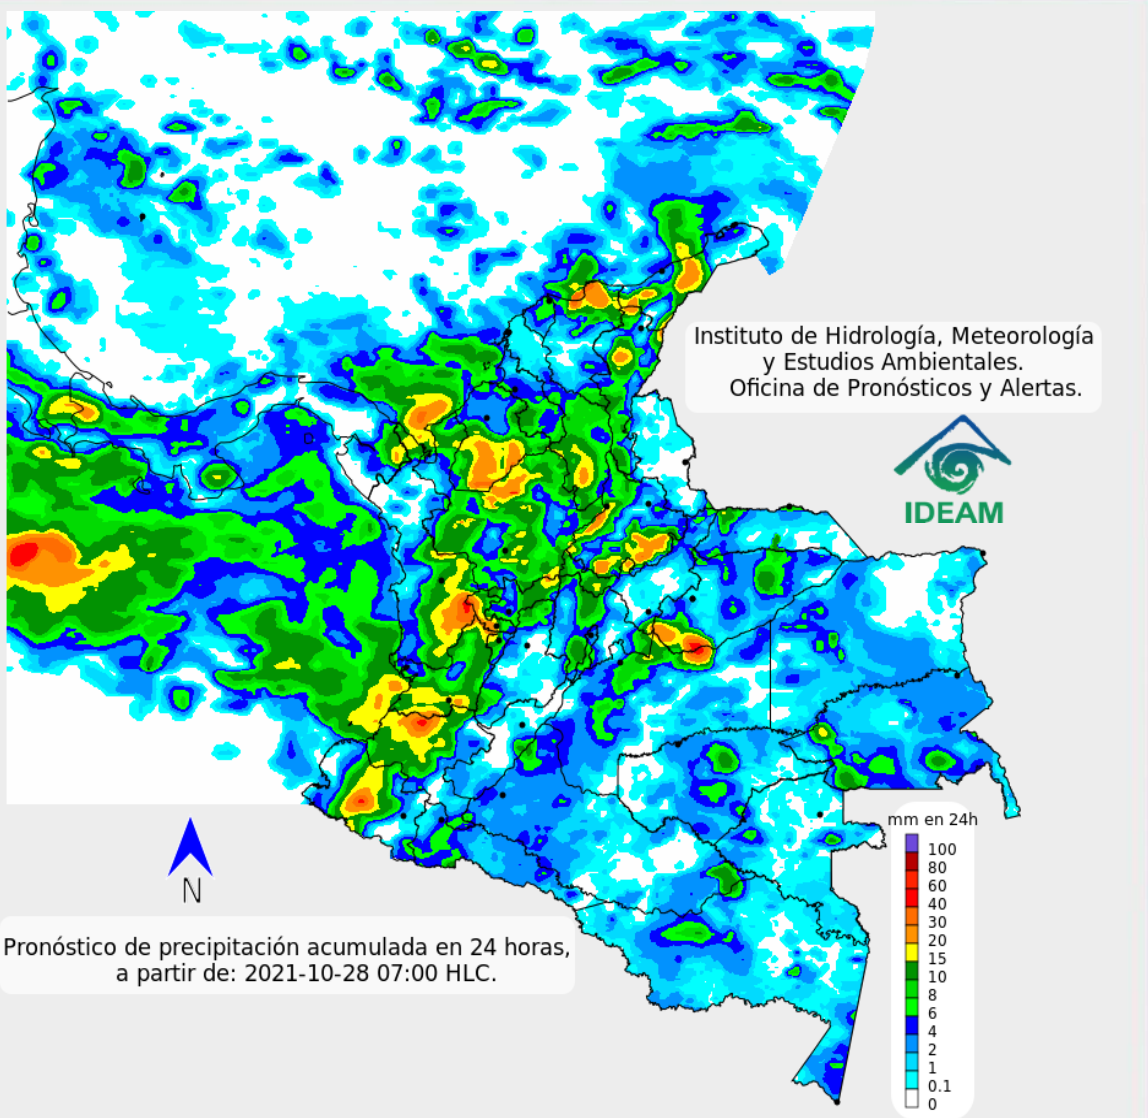 Instituto de Hidrología, Meteorología
y Estudios Ambientales.
Oficina de Pronósticos y Alertas.
IDEAM
mm en 24h
100
80
60
40
30
20
15
10
8
6
4
2
1
0.1
0
N
Pronóstico de precipitación acumulada en 24 horas,
a partir de: 2021-10-28 07:00 HLC.